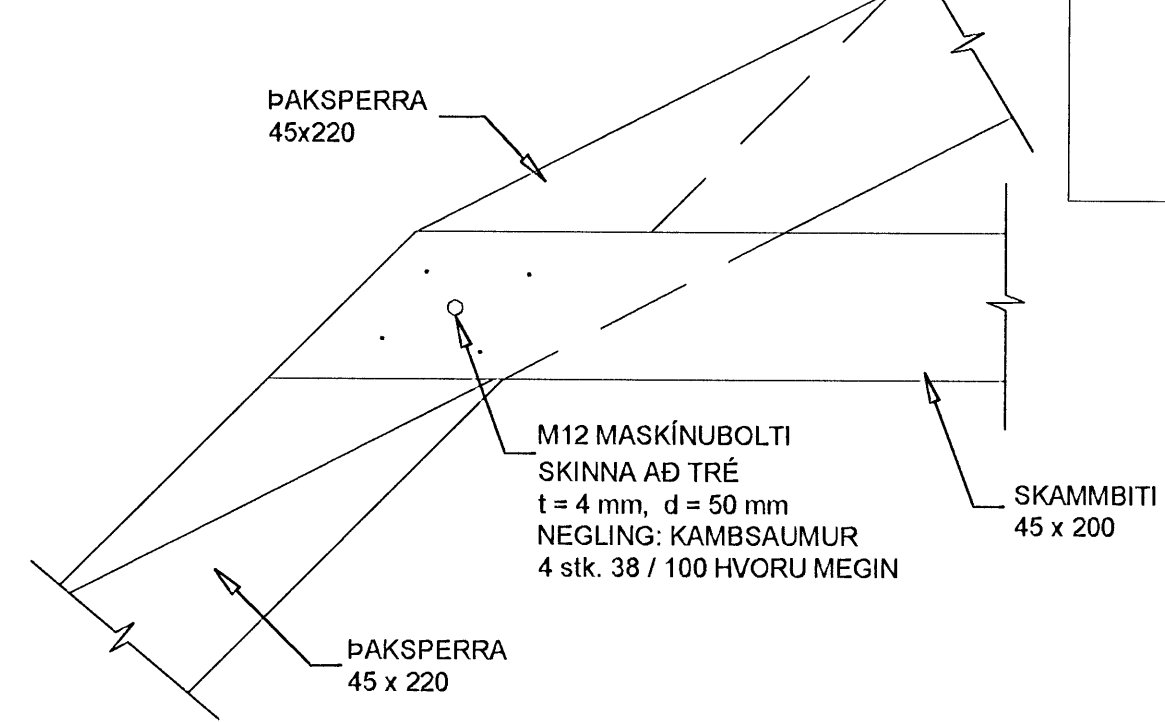 ÞAKSPERRA
45x220
M12 MASKÍNUBOLTI
SKINNA AÐ TRÉ
t = 4 mm, d = 50 mm
NEGLING: KAMBSAUMUR
4 stk. 38 / 100 HVORU MEGIN
SKAMMBITI
45 x 200
ÞAKSPERRA
45 x 220